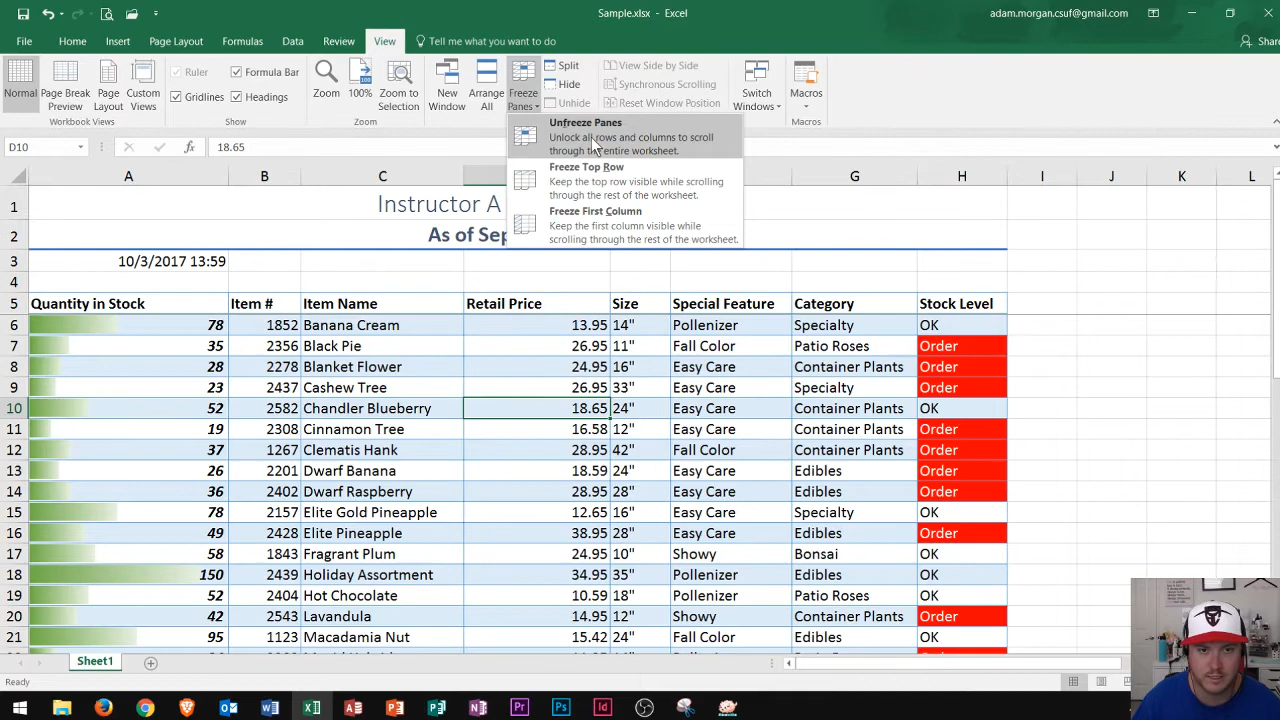 Sample.xlsx - Excel
adam.morgan.csuf@gmail.com
File Home Insert Page Layout Formulas Data Review View Tell me what you want to do Share
Normal
Page Break Preview
Page Layout
Custom Views
Workbook Views
Ruler Formula Bar
Gridlines Headings
Show
Zoom
100%
Zoom to Selection
Zoom
New Window
Arrange All
Freeze Panes
Split
Hide
Unhide
View Side by Side
Synchronous Scrolling
Reset Window Position
Switch Windows
Macros
Macros
Unfreeze Panes
Unlock all rows and columns to scroll
through the entire worksheet.
Freeze Top Row
Keep the top row visible while scrolling
through the rest of the worksheet.
Freeze First Column
Keep the first column visible while
scrolling through the rest of the worksheet.
D10 fx 18.65
A B C G H I J K L
1 Instructor A
2 As of Sep
3 10/3/2017 13:59
4
5 Quantity in Stock Item # Item Name Retail Price Size Special Feature Category Stock Level
6 78 1852 Banana Cream 13.95 14" Pollenizer Specialty OK
7 35 2356 Black Pie 26.95 11" Fall Color Patio Roses Order
8 28 2278 Blanket Flower 24.95 16" Easy Care Container Plants Order
9 23 2437 Cashew Tree 26.95 33" Easy Care Specialty Order
10 52 2582 Chandler Blueberry 18.65 24" Easy Care Container Plants OK
11 19 2308 Cinnamon Tree 16.58 12" Easy Care Container Plants Order
12 37 1267 Clematis Hank 28.95 42" Fall Color Container Plants Order
13 26 2201 Dwarf Banana 18.59 24" Easy Care Edibles Order
14 36 2402 Dwarf Raspberry 28.95 28" Easy Care Edibles Order
15 78 2157 Elite Gold Pineapple 12.65 16" Easy Care Specialty OK
16 49 2428 Elite Pineapple 38.95 28" Easy Care Edibles Order
17 58 1843 Fragrant Plum 24.95 10" Showy Bonsai OK
18 150 2439 Holiday Assortment 34.95 35" Pollenizer Edibles OK
19 52 2404 Hot Chocolate 10.59 18" Pollenizer Patio Roses OK
20 42 2543 Lavandula 14.95 12" Showy Container Plants Order
21 95 1123 Macadamia Nut 15.42 24" Fall Color Edibles OK
Sheet1
Ready